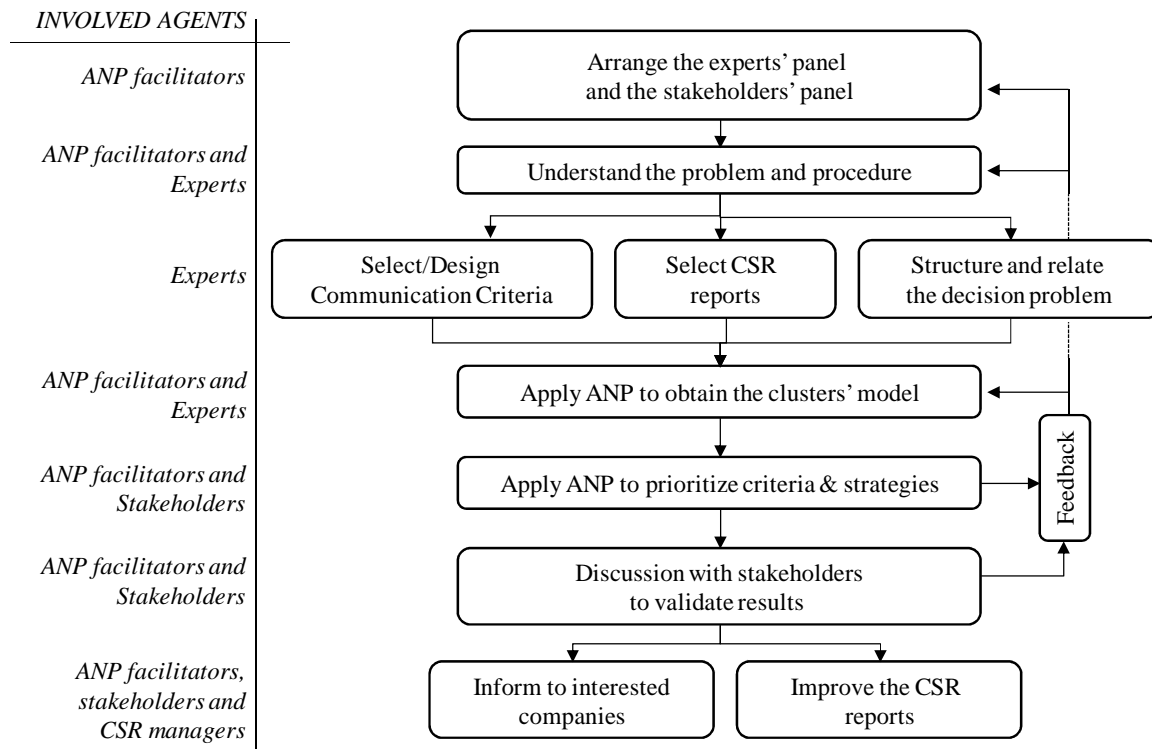 INVOLVED AGENTS
ANP facilitators
Arrange the experts’ panel
and the stakeholders’ panel
ANP facilitators and
Experts
Understand the problem and procedure
Experts
Select/Design
Communication Criteria
Select CSR
reports
Structure and relate
the decision problem
ANP facilitators and
Experts
Apply ANP to obtain the clusters’ model
ANP facilitators and
Stakeholders
Apply ANP to prioritize criteria & strategies
Feedback
ANP facilitators and
Stakeholders
Discussion with stakeholders
to validate results
ANP facilitators,
stakeholders and
CSR managers
Inform to interested
companies
Improve the CSR
reports